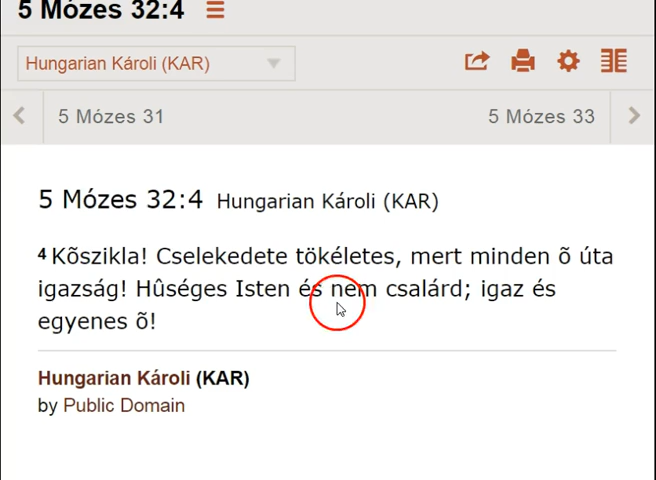 5 Mózes 32:4
Hungarian Károli (KAR)
5 Mózes 31
5 Mózes 33
5 Mózes 32:4 Hungarian Károli (KAR)
4 Kõszikla! Cselekedete tökéletes, mert minden õ úta
igazság! Hûséges Isten és nem csalárd; igaz és
egyenes õ!
Hungarian Károli (KAR)
by Public Domain